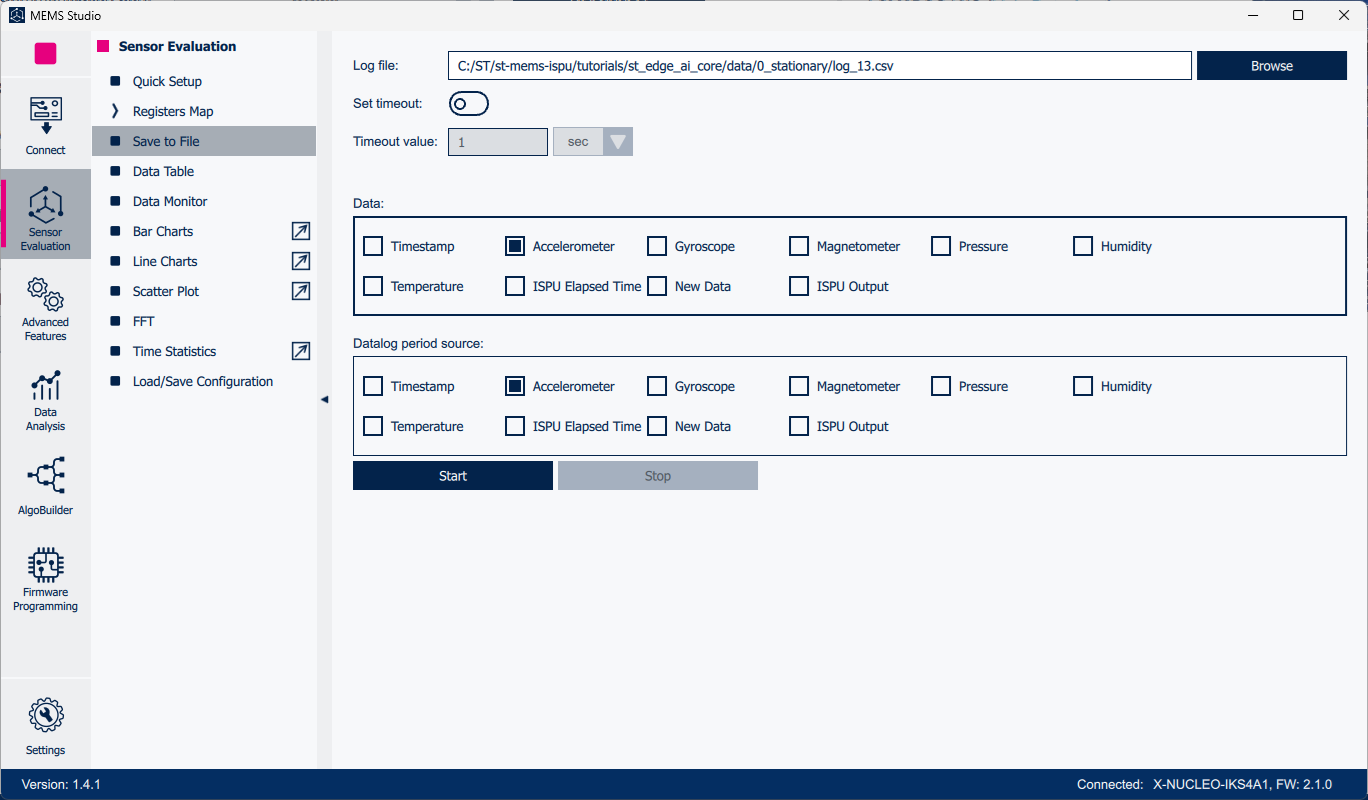 MEMS Studio
Connect
Sensor
Evaluation
Advanced
Features
Data
Analysis
AlgoBuilder
Firmware
Programming
Settings
Sensor Evaluation
Quick Setup
Registers Map
Save to File
Data Table
Data Monitor
Bar Charts
Line Charts
Scatter Plot
FFT
Time Statistics
Load/Save Configuration
Log file: C:/ST/st-mems-ispu/tutorials/st_edge_ai_core/data/0_stationary/log_13.csv Browse
Set timeout:
Timeout value: 1 sec
Data:
Timestamp Accelerometer Gyroscope Magnetometer Pressure Humidity
Temperature ISPU Elapsed Time New Data ISPU Output
Datalog period source:
Timestamp Accelerometer Gyroscope Magnetometer Pressure Humidity
Temperature ISPU Elapsed Time New Data ISPU Output
Start Stop
Version: 1.4.1 Connected: X-NUCLEO-IKS4A1, FW: 2.1.0